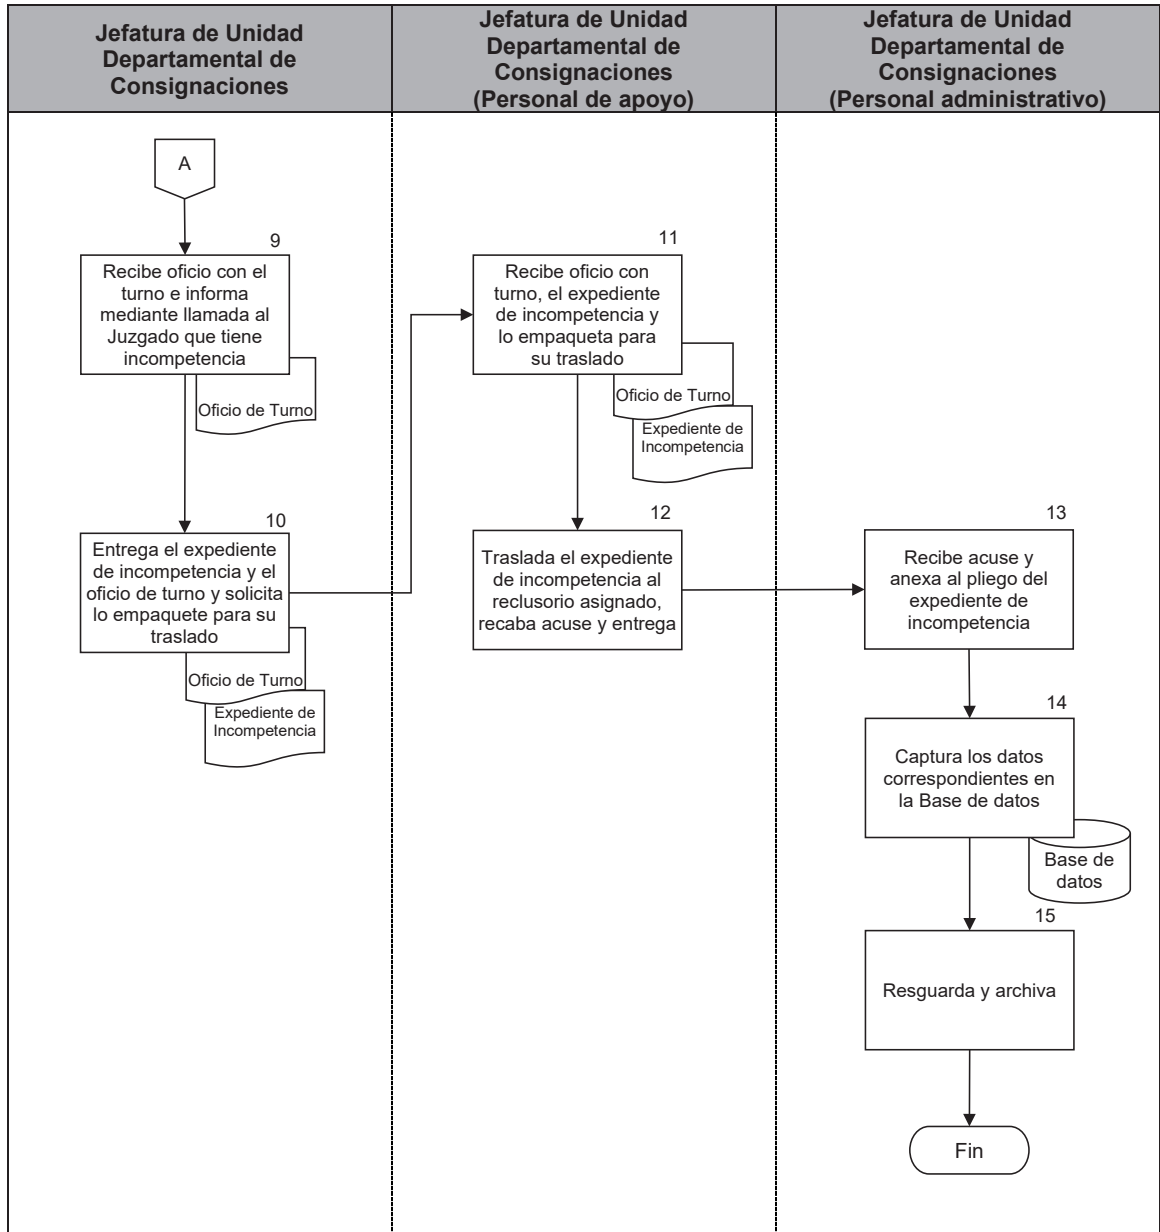 Jefatura de Unidad
Departamental de
Consignaciones
Jefatura de Unidad
Departamental de
Consignaciones
(Personal de apoyo)
Jefatura de Unidad
Departamental de
Consignaciones
(Personal administrativo)
A
9
Recibe oficio con el
turno e informa
mediante llamada al
Juzgado que tiene
incompetencia
Oficio de Turno
10
Entrega el expediente
de incompetencia y el
oficio de turno y solicita
lo empaquete para su
traslado
Oficio de Turno
Expediente de
Incompetencia
11
Recibe oficio con
turno, el expediente
de incompetencia y
lo empaqueta para
su traslado
Oficio de Turno
Expediente de
Incompetencia
12
Traslada el expediente
de incompetencia al
reclusorio asignado,
recaba acuse y entrega
13
Recibe acuse y
anexa al pliego del
expediente de
incompetencia
14
Captura los datos
correspondientes en
la Base de datos
Base de
datos
15
Resguarda y archiva
Fin